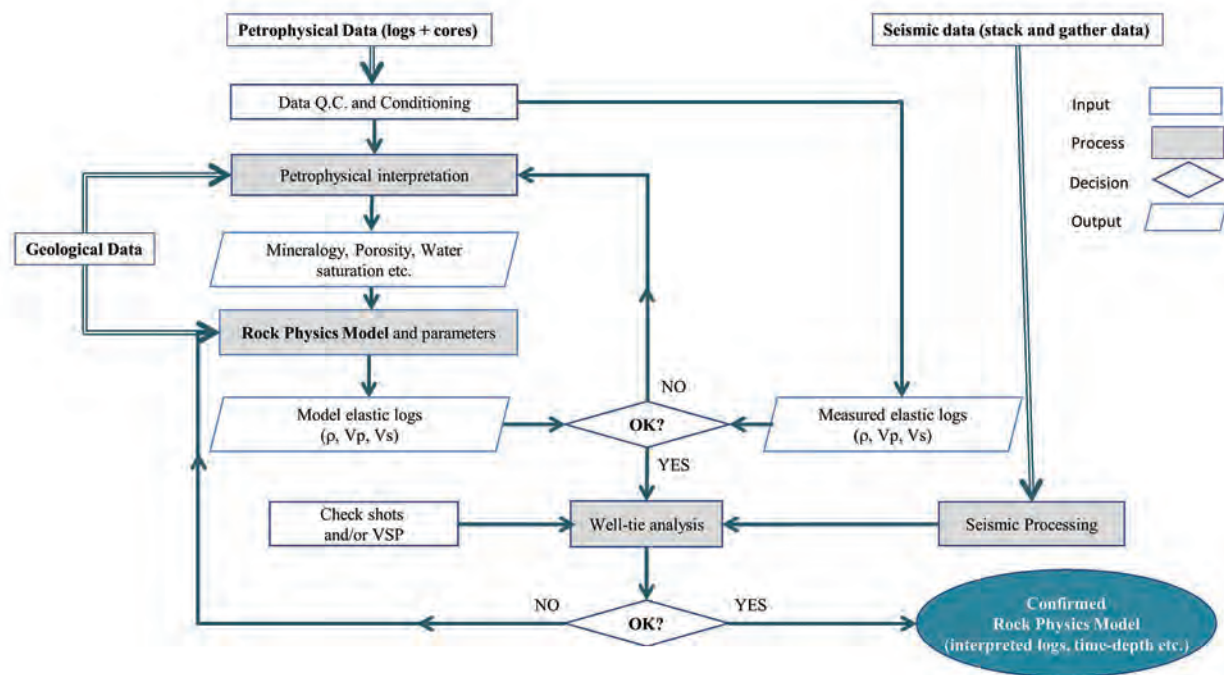 Petrophysical Data (logs + cores)
Seismic data (stack and gather data)
Data Q.C. and Conditioning
Input
Process
Decision
Output
Petrophysical interpretation
Geological Data
Mineralogy, Porosity, Water
saturation etc.
Rock Physics Model and parameters
NO
Model elastic logs
(ρ, Vp, Vs)
OK?
Measured elastic logs
(ρ, Vp, Vs)
YES
Check shots
and/or VSP
Well-tie analysis
Seismic Processing
NO
OK?
YES
Confirmed
Rock Physics Model
(interpreted logs, time-depth etc.)